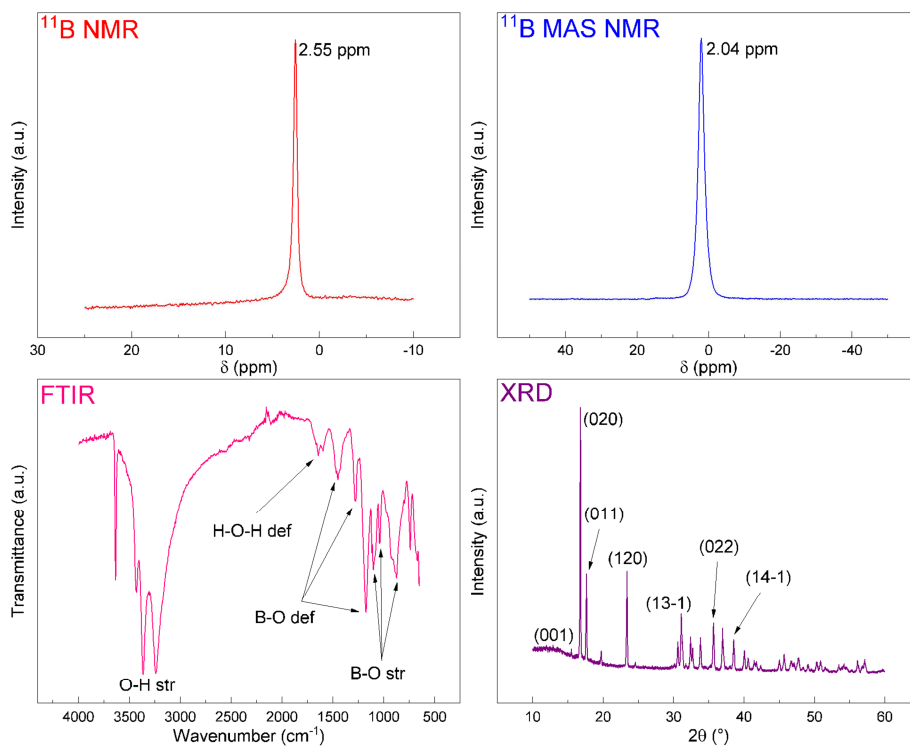 ¹¹B NMR
2.55 ppm
Intensity (a.u.)
30 20 10 0 -10
δ (ppm)
¹¹B MAS NMR
2.04 ppm
Intensity (a.u.)
40 20 0 -20 -40
δ (ppm)
FTIR
H-O-H def
B-O def
B-O str
O-H str
Transmittance (a.u.)
4000 3500 3000 2500 2000 1500 1000 500
Wavenumber (cm⁻¹)
XRD
(020)
(011)
(120)
(022)
(13-1)
(14-1)
(001)
Intensity (a.u.)
10 20 30 40 50 60
2θ (°)